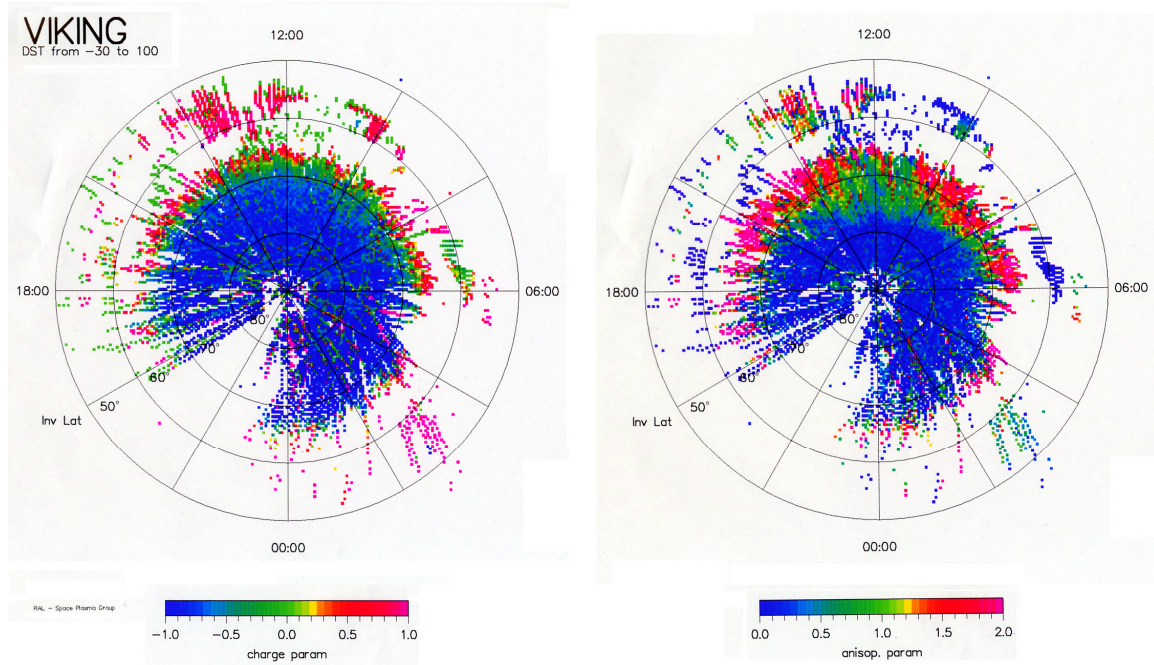 VIKING
DST from −30 to 100
12:00
18:00
06:00
80°
70°
60
50°
Inv Lat
00:00
RAL − Space Plasma Group
−1.0 −0.5 0.0 0.5 1.0
charge param
12:00
18:00
06:00
80°
70°
60
50°
Inv Lat
00:00
0.0 0.5 1.0 1.5 2.0
anisop. param